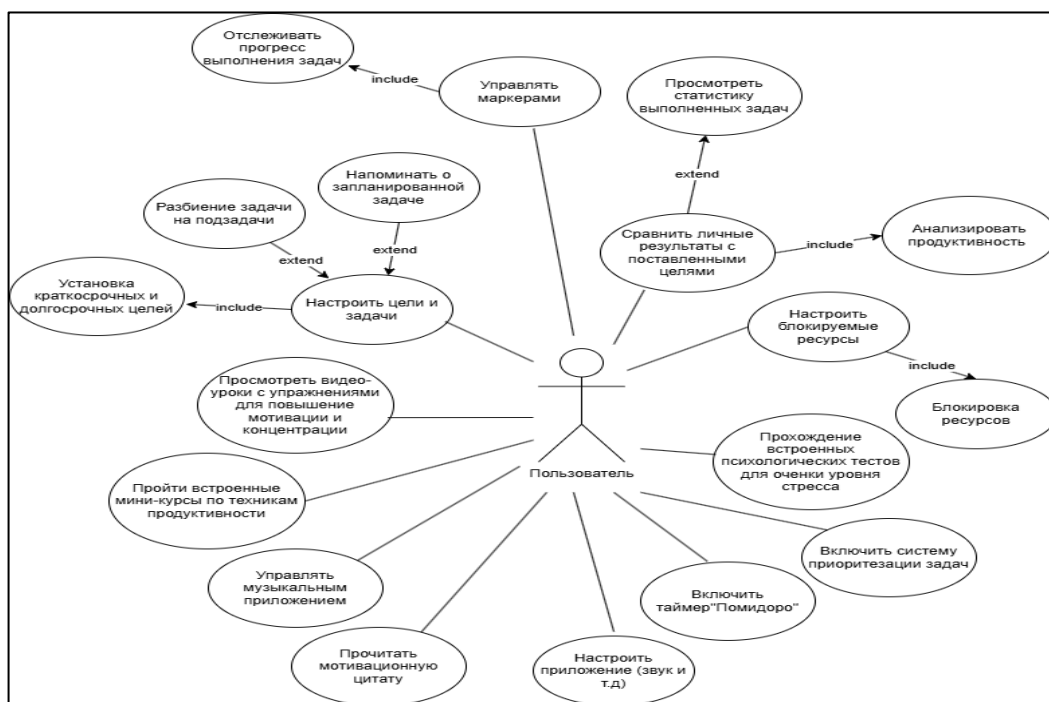 Отслеживать
прогресс
выполнения задач
include
Управлять
маркерами
Просмотреть
статистику
выполненных задач
extend
Напоминать о
запланированной
задаче
Разбиение задачи
на подзадачи
extend
extend
Сравнить личные
результаты с
поставленными
целями
include
Анализировать
продуктивность
Установка
краткосрочных и
долгосрочных целей
include
Настроить цели и
задачи
Настроить
блокируемые
ресурсы
include
Блокировка
ресурсов
Просмотреть видео-
уроки с упражнениями
для повышение
мотивации и
концентрации
Прохождение
встроенных
психологических тестов
для оченки уровня
стресса
Пользователь
Пройти встроенные
мини-курсы по техникам
продуктивности
Включить систему
приоритезации задач
Управлять
музыкальным
приложением
Включить
таймер"Помидоро"
Прочитать
мотивационную
цитату
Настроить
приложение (звук и
т.д)